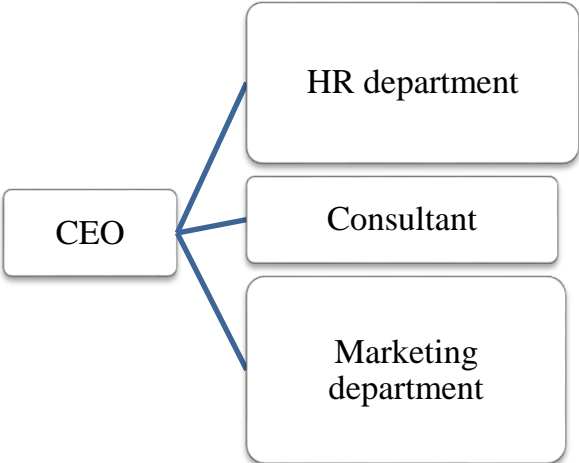 HR department
CEO
Consultant
Marketing
department